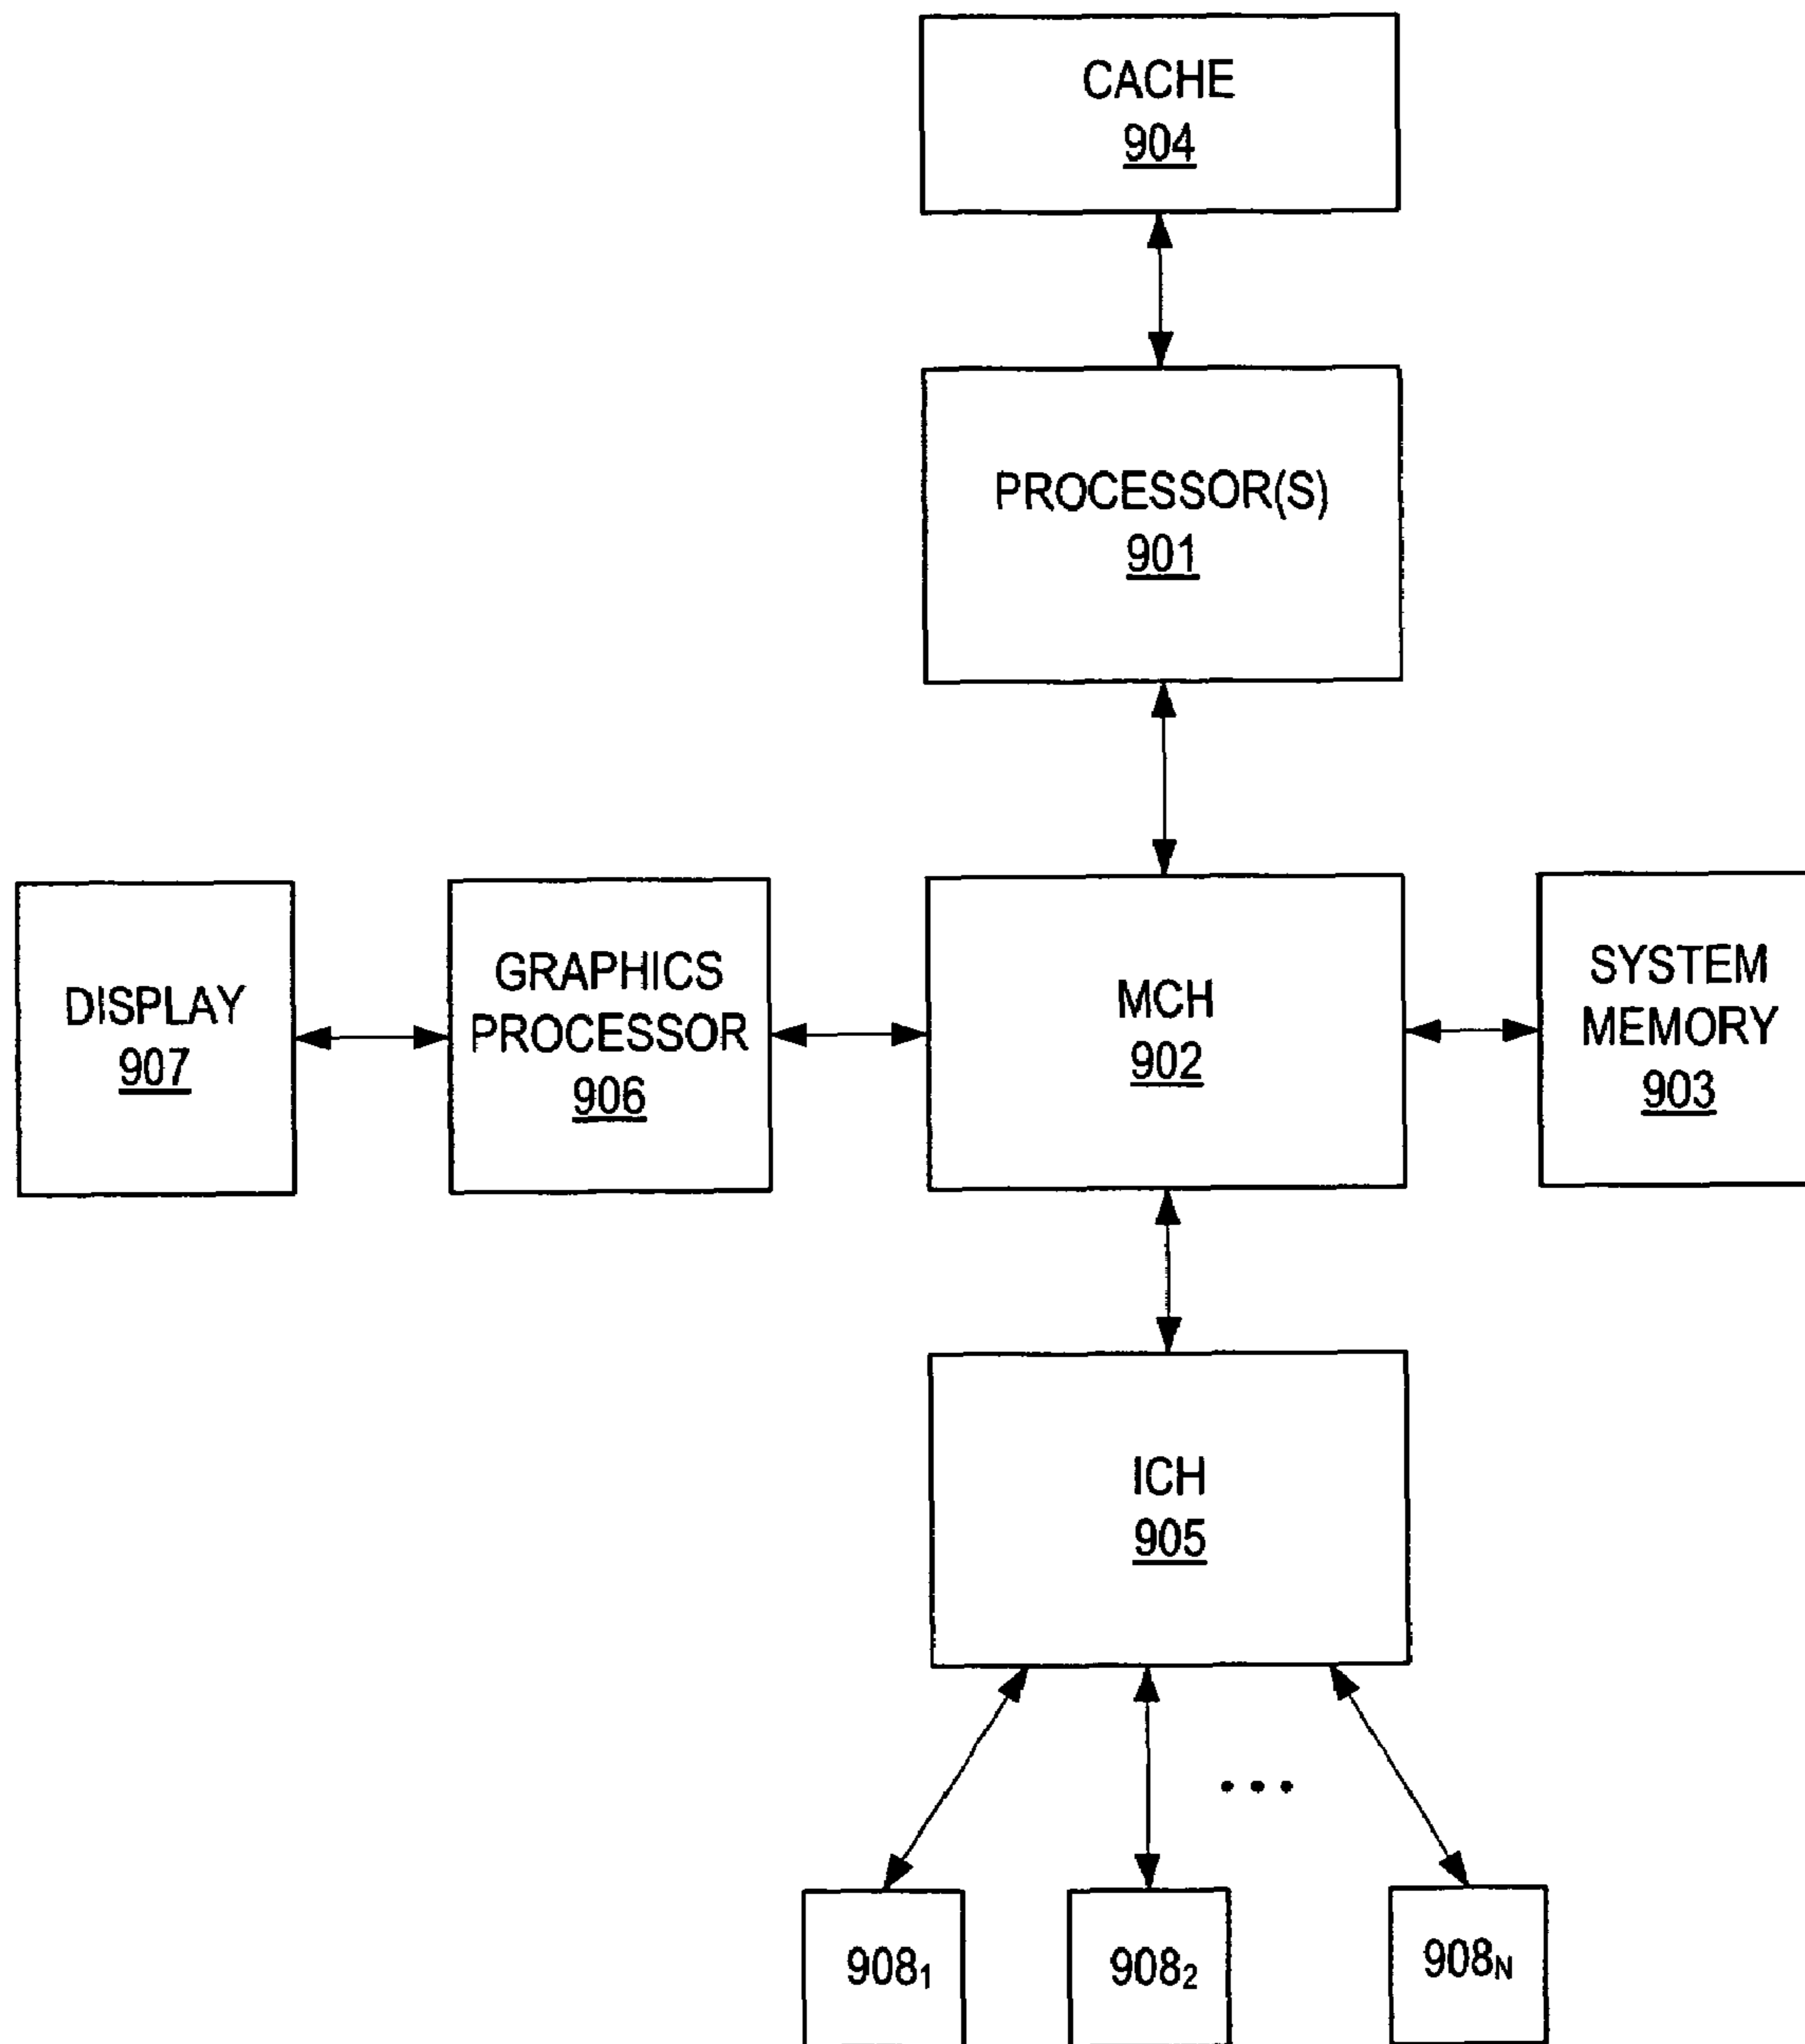 CACHE
904
PROCESSOR(S)
901
DISPLAY
907
GRAPHICS
PROCESSOR
906
MCH
902
SYSTEM
MEMORY
903
ICH
905
...
908₁
908₂
908N